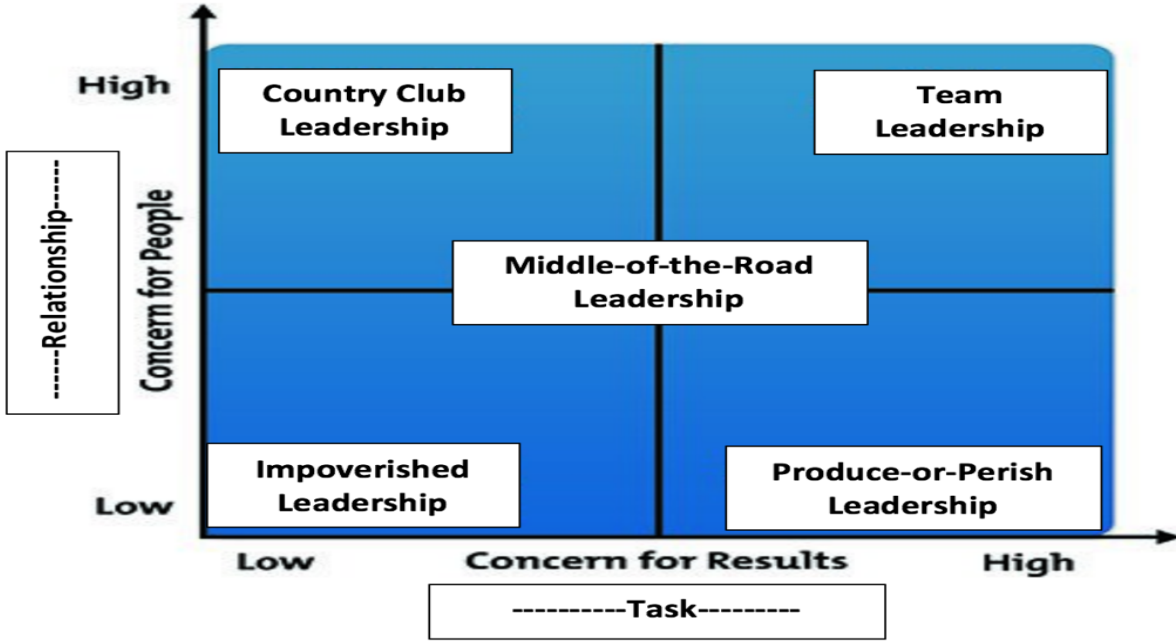 High
Country Club
Leadership
Team
Leadership
------Relationship------
Concern for People
Middle-of-the-Road
Leadership
Impoverished
Leadership
Produce-or-Perish
Leadership
Low
Low
Concern for Results
High
----------Task---------